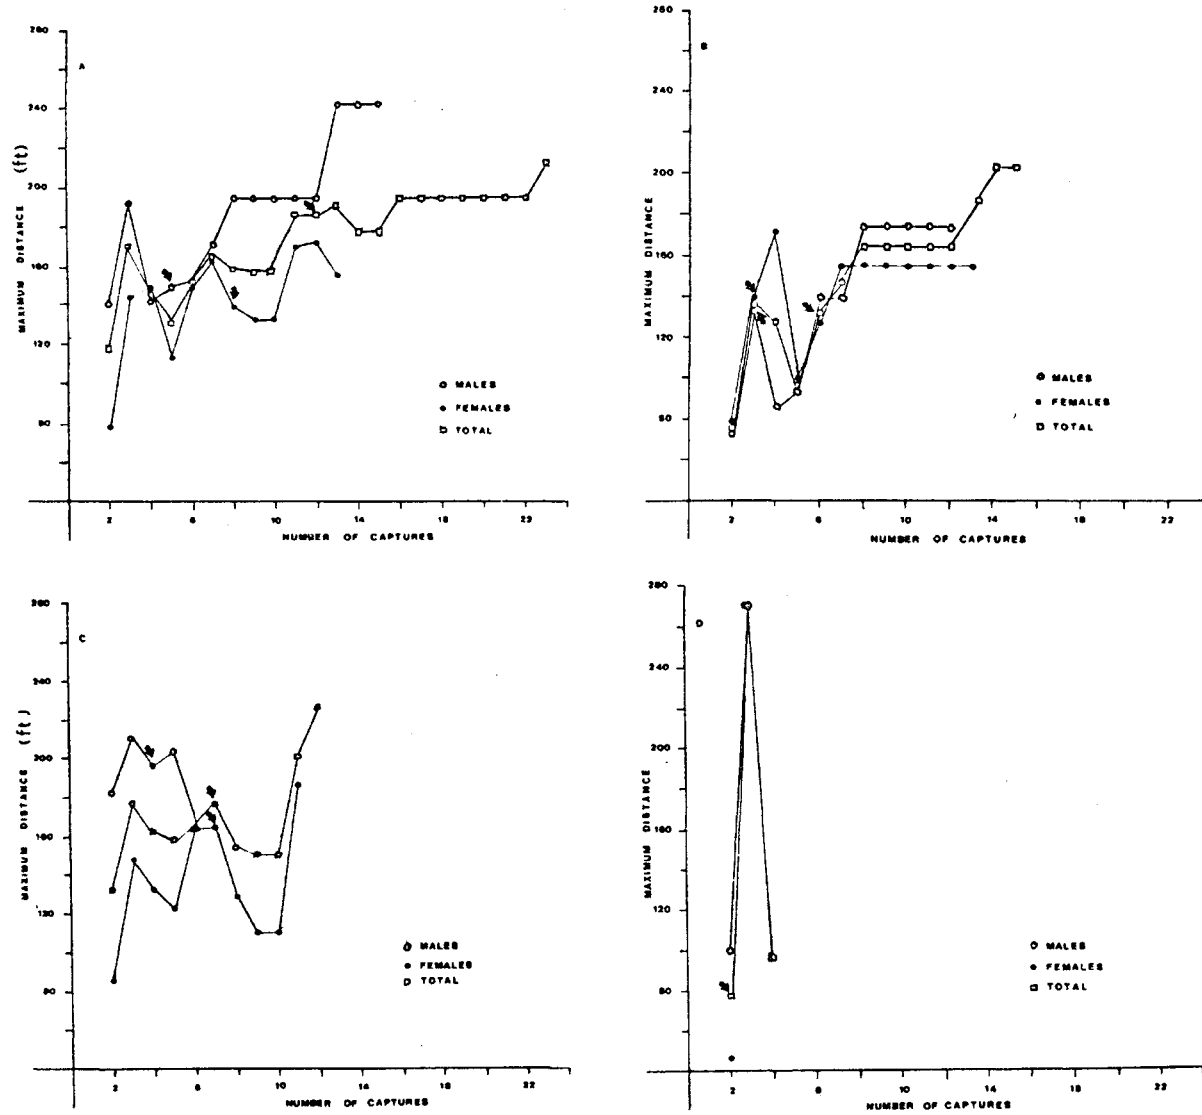 280
A
240
200
160
120
80
MAXIMUM DISTANCE (ft)
○ MALES
● FEMALES
□ TOTAL
2 6 10 14 18 22
NUMBER OF CAPTURES
280
B
240
200
160
120
80
MAXIMUM DISTANCE
○ MALES
● FEMALES
□ TOTAL
2 6 10 14 18 22
NUMBER OF CAPTURES
280
C
240
200
160
120
80
MAXIMUM DISTANCE (ft)
○ MALES
● FEMALES
□ TOTAL
2 6 10 14 18 22
NUMBER OF CAPTURES
280
D
240
200
160
120
80
MAXIMUM DISTANCE
○ MALES
● FEMALES
□ TOTAL
2 6 10 14 18 22
NUMBER OF CAPTURES